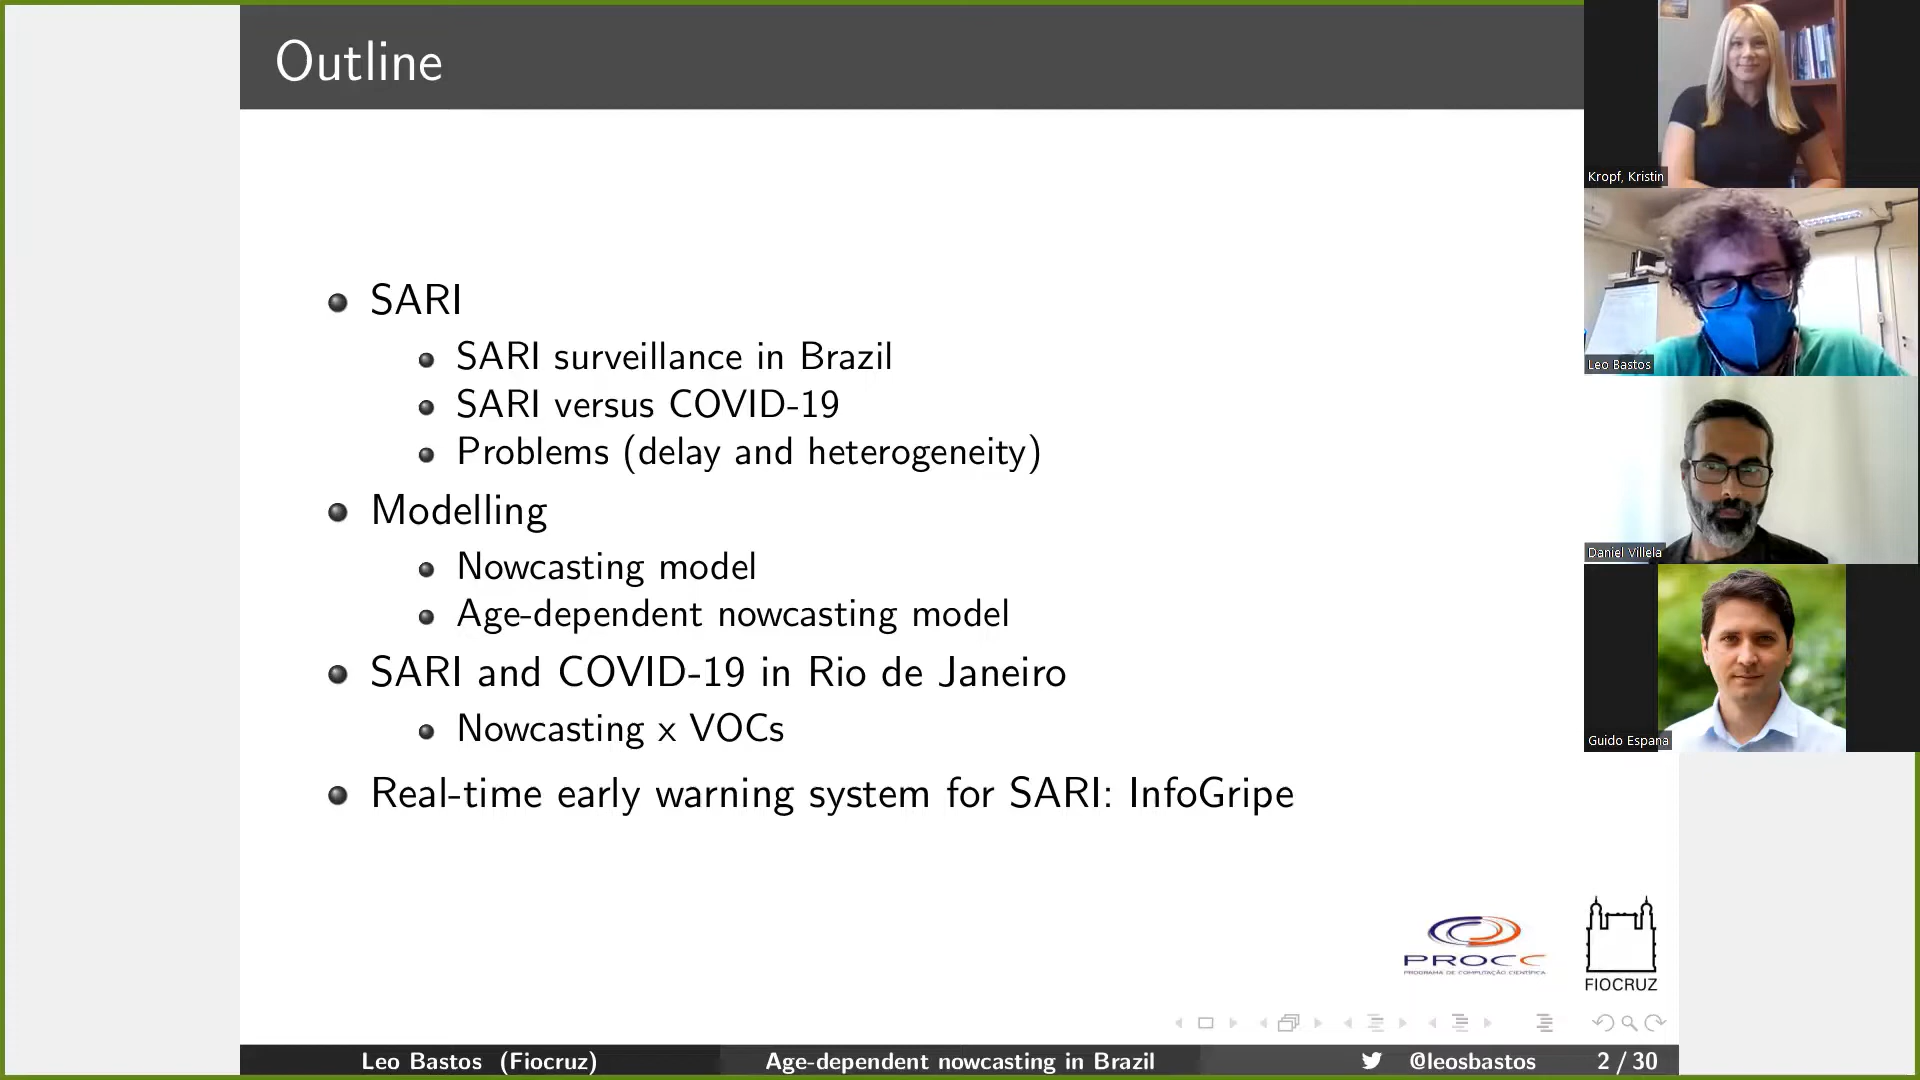 Outline
SARI
SARI surveillance in Brazil
SARI versus COVID-19
Problems (delay and heterogeneity)
Modelling
Nowcasting model
Age-dependent nowcasting model
SARI and COVID-19 in Rio de Janeiro
Nowcasting x VOCs
Real-time early warning system for SARI: InfoGripe
PROCC
PROGRAMA DE COMPUTAÇÃO CIENTÍFICA
FIOCRUZ
Leo Bastos (Fiocruz) Age-dependent nowcasting in Brazil @leosbastos 2 / 30
Kropf, Kristin
Leo Bastos
Daniel Villela
Guido Espana